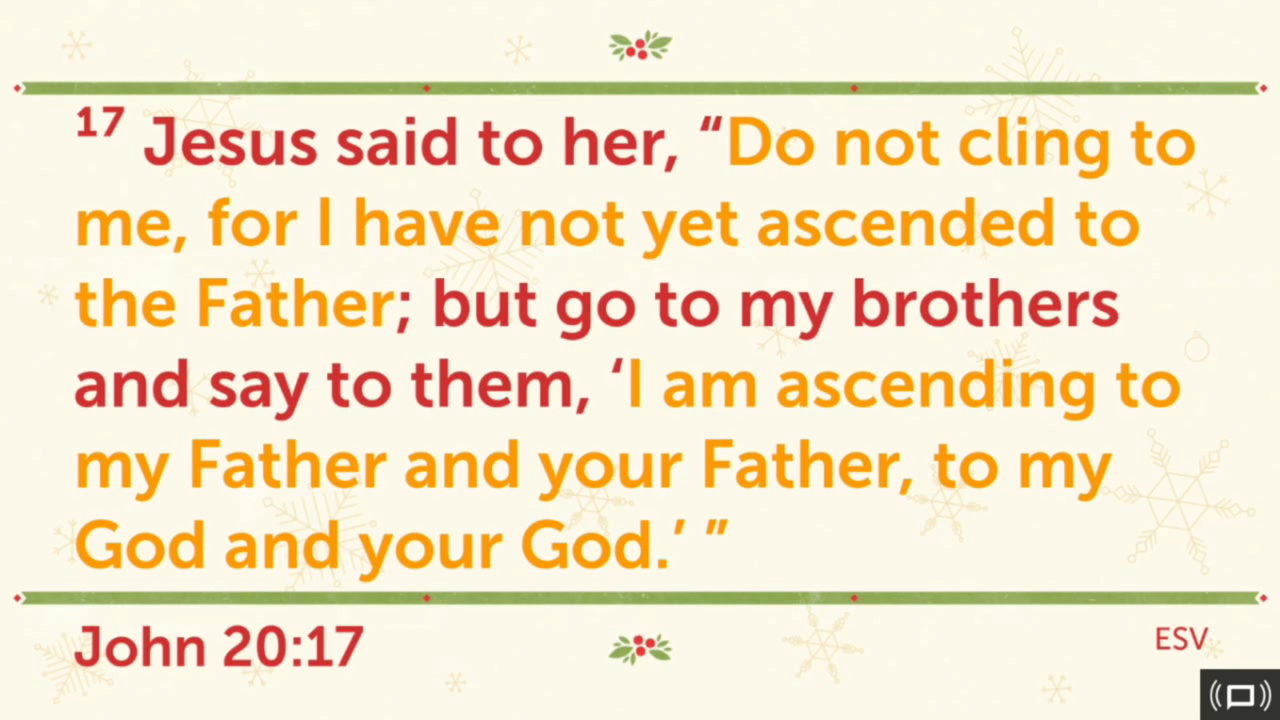 17 Jesus said to her, “Do not cling to
me, for I have not yet ascended to
the Father; but go to my brothers
and say to them, ‘I am ascending to
my Father and your Father, to my
God and your God.’ ”
John 20:17
ESV